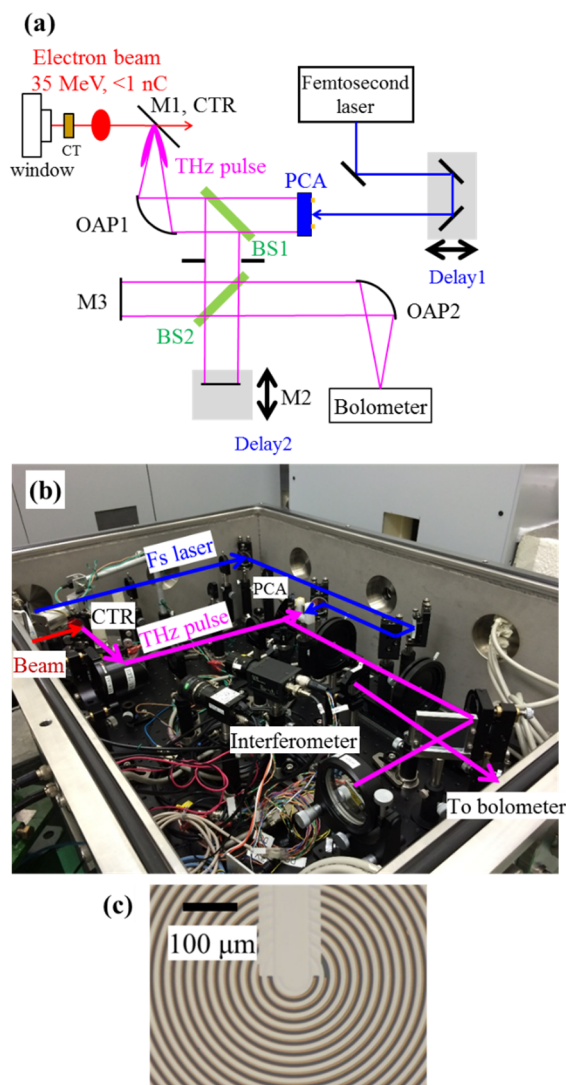 (a)
Electron beam
35 MeV, <1 nC
M1, CTR
Femtosecond
laser
CT
window
THz pulse
PCA
OAP1
BS1
Delay1
M3
BS2
OAP2
M2
Bolometer
Delay2
(b)
Fs laser
PCA
CTR
THz pulse
Beam
Interferometer
To bolometer
(c)
100 μm